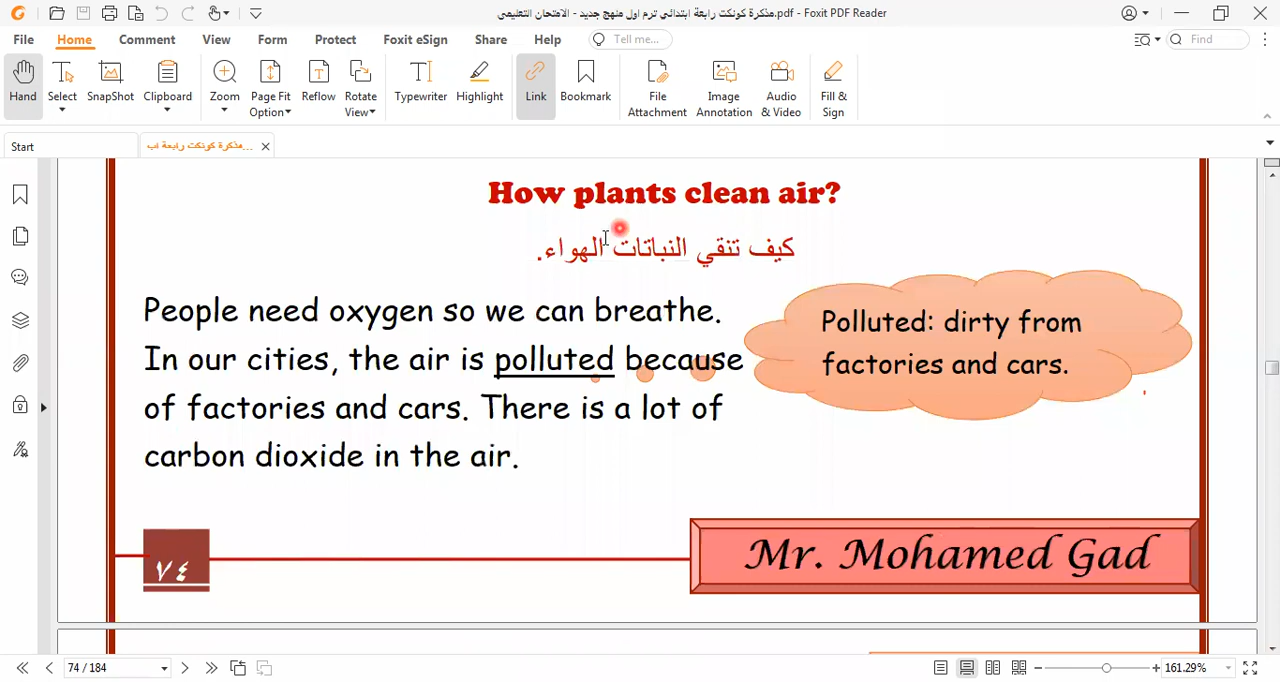 مذكرة كونكت رابعة ابتدائي ترم اول منهج جديد - الامتحان التعليمي.pdf - Foxit PDF Reader
File Home Comment View Form Protect Foxit eSign Share Help Tell me... Find
Hand Select SnapShot Clipboard Zoom Page Fit Option Reflow Rotate View Typewriter Highlight Link Bookmark File Attachment Image Annotation Audio & Video Fill & Sign
Start مذكرة كونكت رابعة اب...
How plants clean air?
كيف تنقي النباتات الهواء.
People need oxygen so we can breathe.
In our cities, the air is polluted because
of factories and cars. There is a lot of
carbon dioxide in the air.
Polluted: dirty from
factories and cars.
٧٤
Mr. Mohamed Gad
74 / 184
161.29%